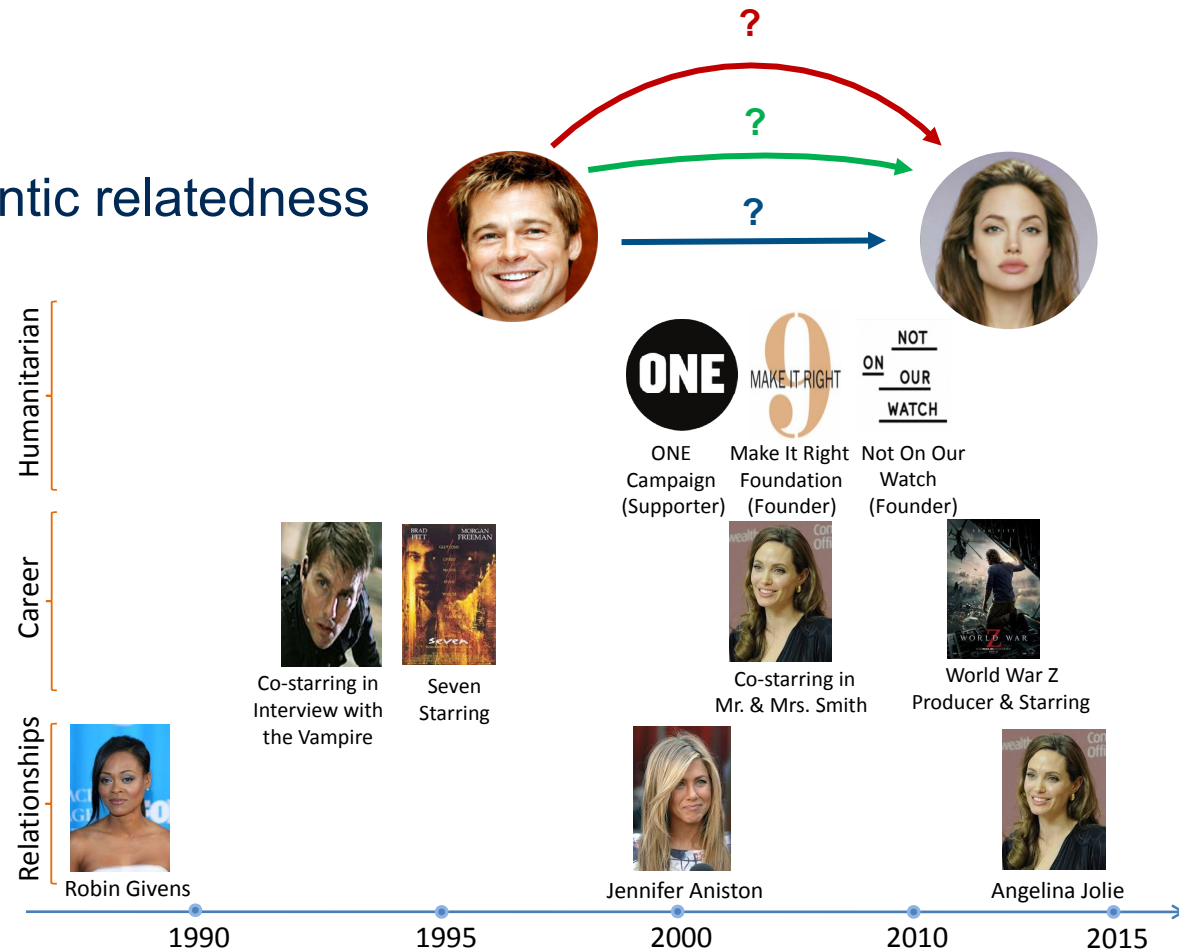 ?
?
?
ntic relatedness
Humanitarian
ONE
9
MAKE IT RIGHT
NOT
ON
OUR
WATCH
ONE
Campaign
(Supporter)
Make It Right
Foundation
(Founder)
Not On Our
Watch
(Founder)
Career
BRAD
PITT
MORGAN
FREEMAN
Seven
Co-starring in
Interview with
the Vampire
Seven
Starring
Co-starring in
Mr. & Mrs. Smith
WORLD WAR
Z
World War Z
Producer & Starring
Relationships
Robin Givens
Jennifer Aniston
Angelina Jolie
1990
1995
2000
2010
2015